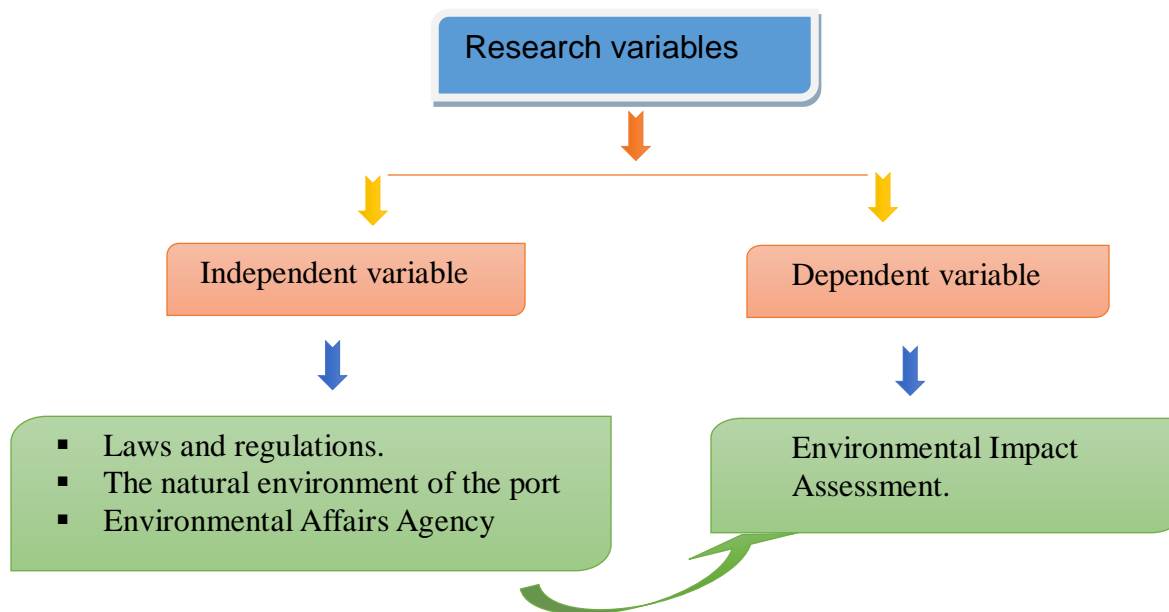 Research variables
Independent variable
Dependent variable
▪ Laws and regulations.
▪ The natural environment of the port
▪ Environmental Affairs Agency
Environmental Impact
Assessment.